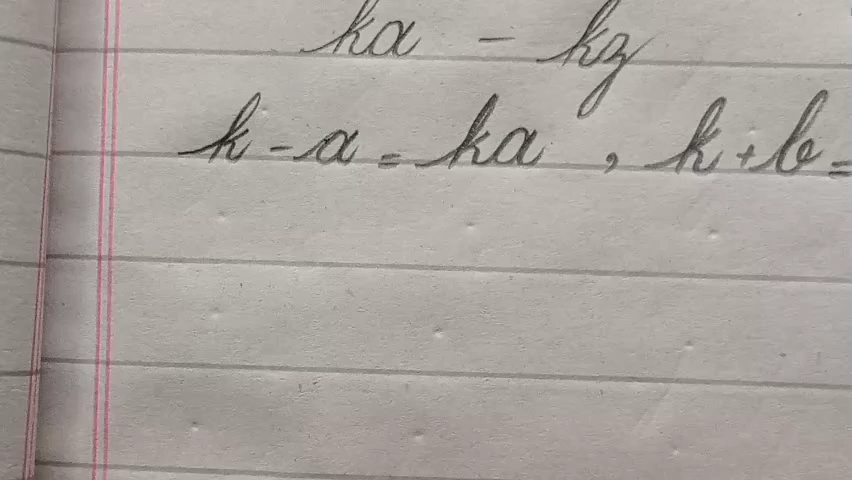 ka - kz
k - a = ka , k + b =